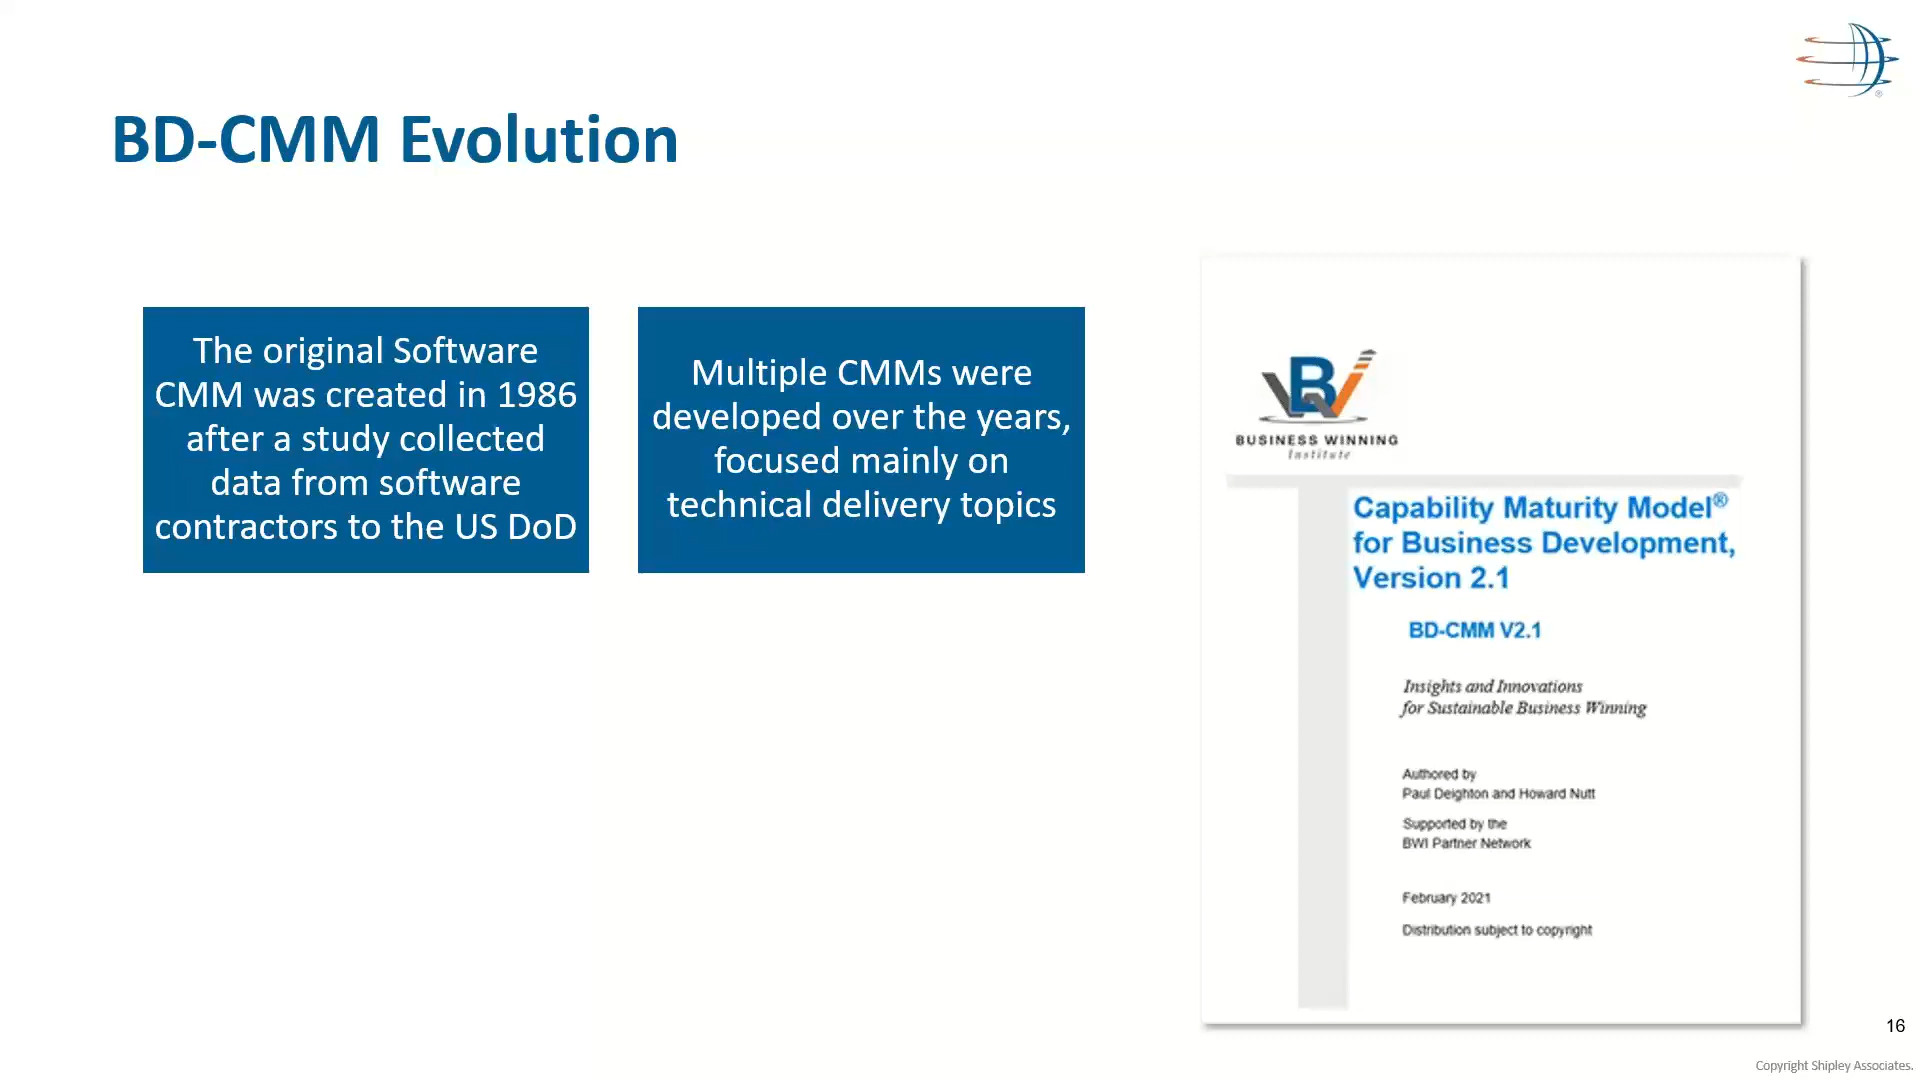 BD-CMM Evolution
The original Software
CMM was created in 1986
after a study collected
data from software
contractors to the US DoD
Multiple CMMs were
developed over the years,
focused mainly on
technical delivery topics
BW
BUSINESS WINNING
Institute
Capability Maturity Model®
for Business Development,
Version 2.1
BD-CMM V2.1
Insights and Innovations
for Sustainable Business Winning
Authored by
Paul Deighton and Howard Nutt
Supported by the
BWI Partner Network
February 2021
Distribution subject to copyright
16
Copyright Shipley Associates.